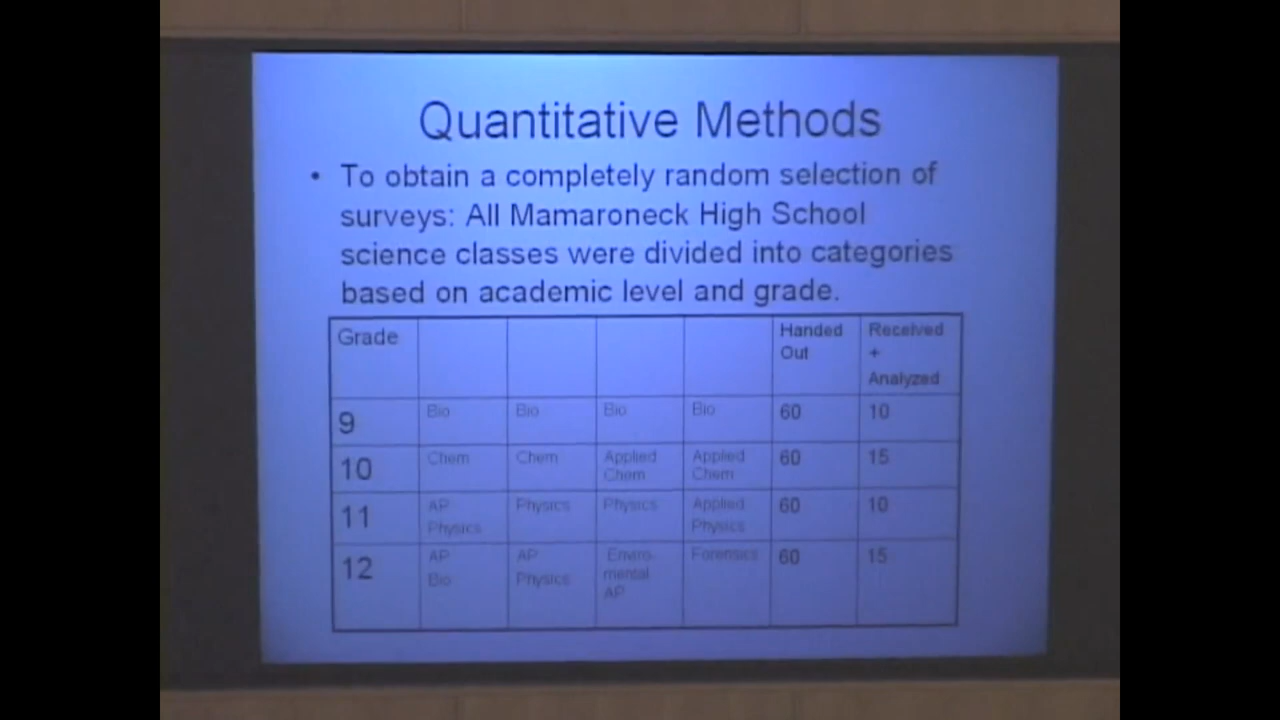 Quantitative Methods
• To obtain a completely random selection of
surveys: All Mamaroneck High School
science classes were divided into categories
based on academic level and grade.
Grade Handed Out Received + Analyzed
9 Bio Bio Bio Bio 60 10
10 Chem Chem Applied Chem Applied Chem 60 15
11 AP Physics Physics Physics Applied Physics 60 10
12 AP Bio AP Physics Enviro- mental AP Forensics 60 15